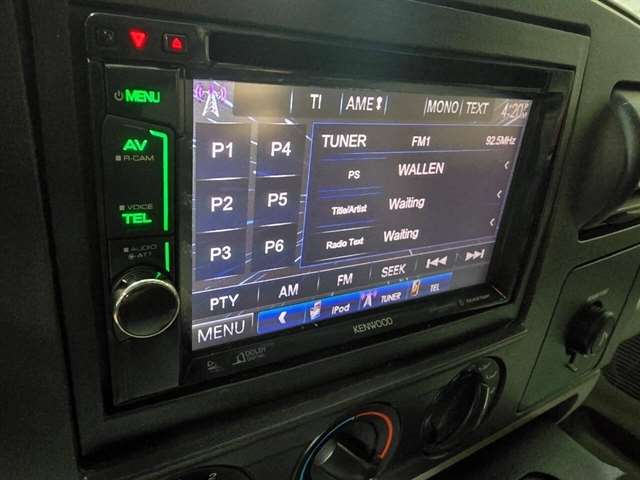 MENU
AV
R-CAM
VOICE
TEL
AUDIO
TI AME MONO TEXT 4:20
P1 P4
P2 P5
P3 P6
TUNER FM1 92.5MHz
PS WALLEN
Title/Artist Waiting
Radio Text Waiting
PTY AM FM SEEK
MENU iPod TUNER TEL
KENWOOD
DOLBY
DIGITAL